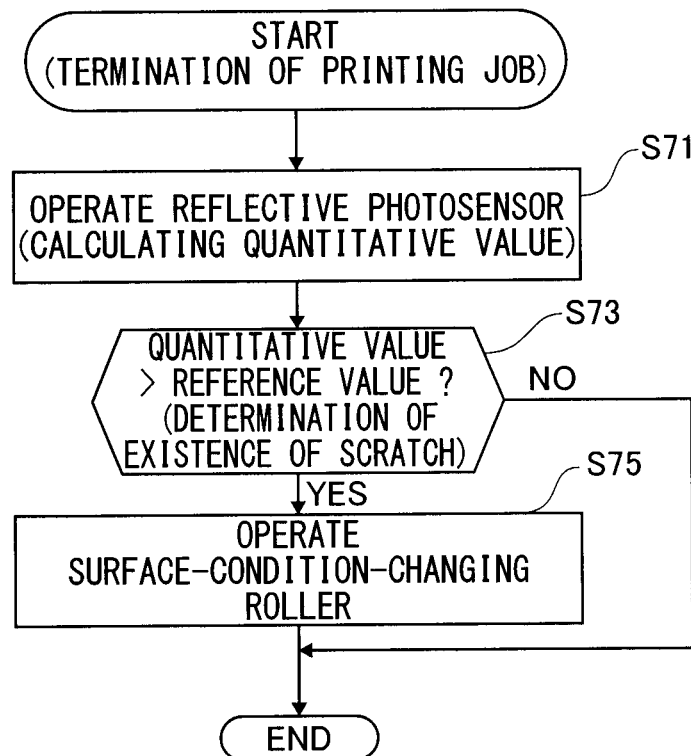 START
(TERMINATION OF PRINTING JOB)
S71
OPERATE REFLECTIVE PHOTOSENSOR
(CALCULATING QUANTITATIVE VALUE)
S73
QUANTITATIVE VALUE
> REFERENCE VALUE ?
(DETERMINATION OF
EXISTENCE OF SCRATCH)
NO
YES
S75
OPERATE
SURFACE-CONDITION-CHANGING
ROLLER
END